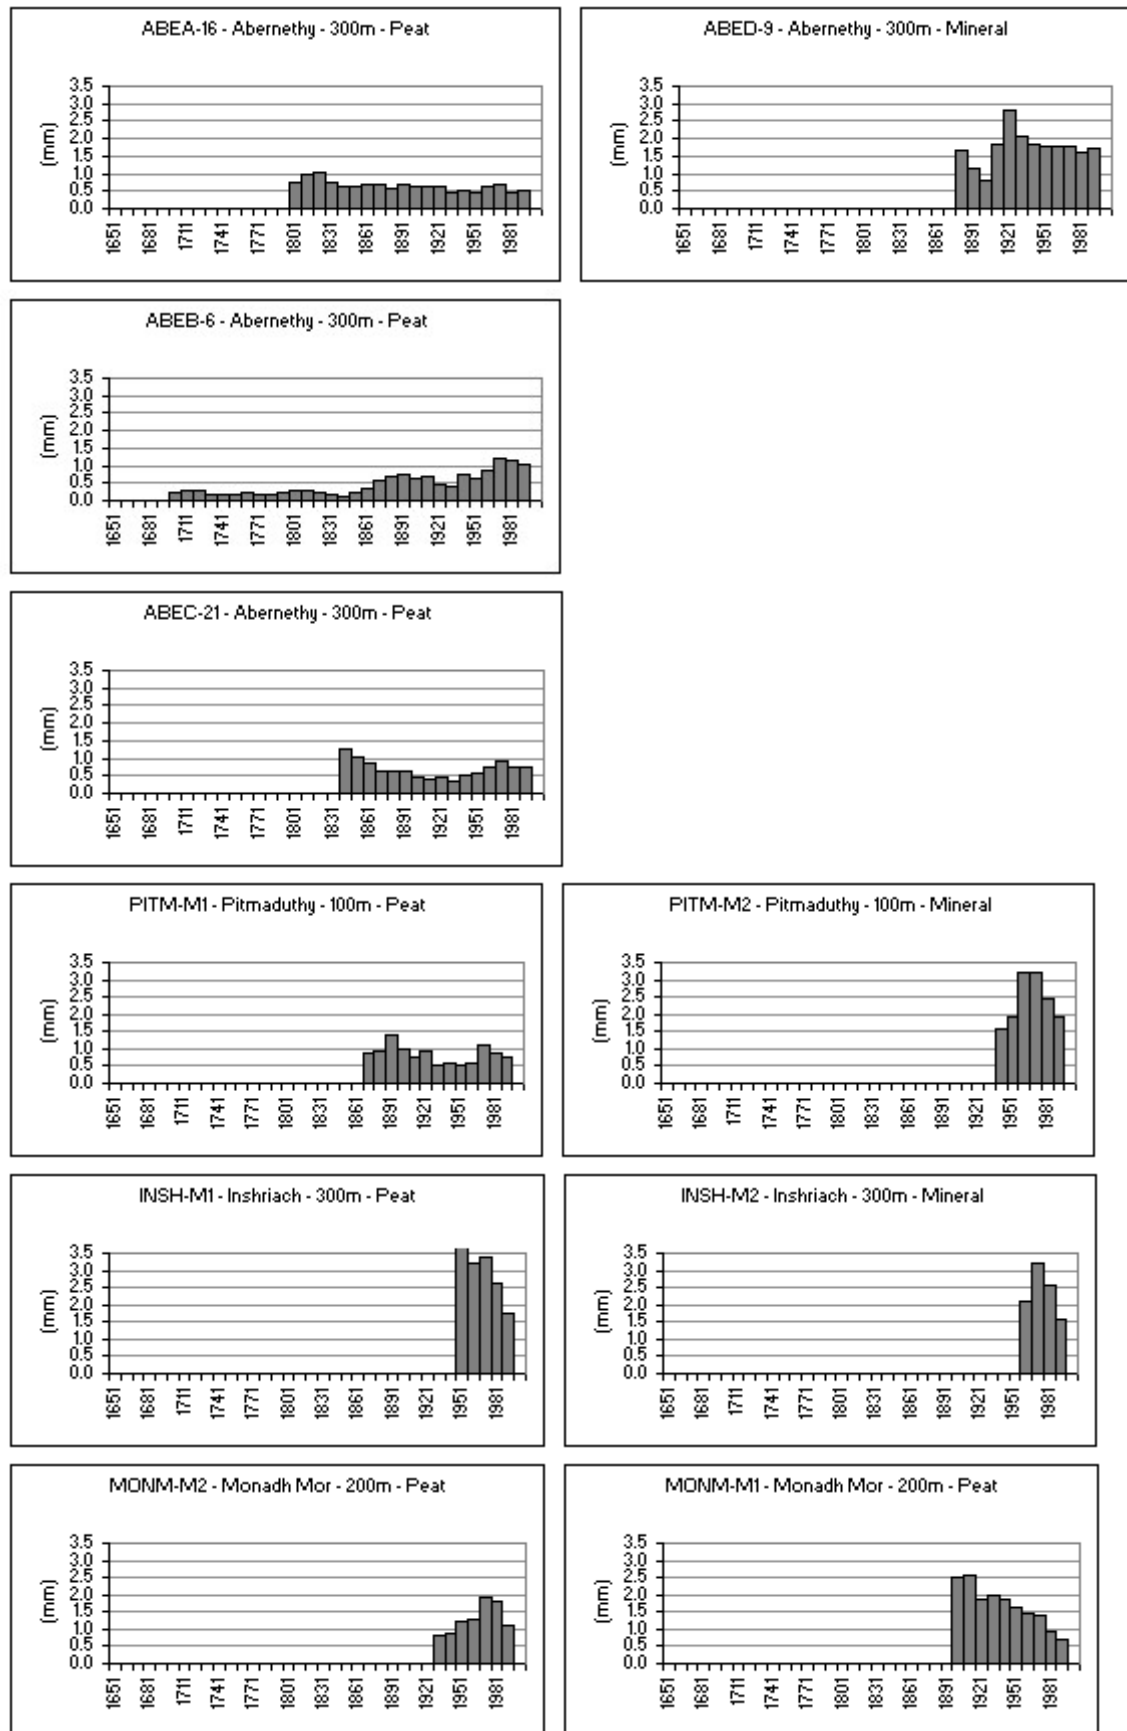 ABEA-16 - Abernethy - 300m - Peat
3.5
3.0
2.5
2.0
1.5
1.0
0.5
0.0
(mm)
1651 1681 1711 1741 1771 1801 1831 1861 1891 1921 1951 1981
ABED-9 - Abernethy - 300m - Mineral
3.5
3.0
2.5
2.0
1.5
1.0
0.5
0.0
(mm)
1651 1681 1711 1741 1771 1801 1831 1861 1891 1921 1951 1981
ABEB-6 - Abernethy - 300m - Peat
3.5
3.0
2.5
2.0
1.5
1.0
0.5
0.0
(mm)
1651 1681 1711 1741 1771 1801 1831 1861 1891 1921 1951 1981
ABEC-21 - Abernethy - 300m - Peat
3.5
3.0
2.5
2.0
1.5
1.0
0.5
0.0
(mm)
1651 1681 1711 1741 1771 1801 1831 1861 1891 1921 1951 1981
PITM-M1 - Pitmaduthy - 100m - Peat
3.5
3.0
2.5
2.0
1.5
1.0
0.5
0.0
(mm)
1651 1681 1711 1741 1771 1801 1831 1861 1891 1921 1951 1981
PITM-M2 - Pitmaduthy - 100m - Mineral
3.5
3.0
2.5
2.0
1.5
1.0
0.5
0.0
(mm)
1651 1681 1711 1741 1771 1801 1831 1861 1891 1921 1951 1981
INSH-M1 - Inshriach - 300m - Peat
3.5
3.0
2.5
2.0
1.5
1.0
0.5
0.0
(mm)
1651 1681 1711 1741 1771 1801 1831 1861 1891 1921 1951 1981
INSH-M2 - Inshriach - 300m - Mineral
3.5
3.0
2.5
2.0
1.5
1.0
0.5
0.0
(mm)
1651 1681 1711 1741 1771 1801 1831 1861 1891 1921 1951 1981
MONM-M2 - Monadh Mor - 200m - Peat
3.5
3.0
2.5
2.0
1.5
1.0
0.5
0.0
(mm)
1651 1681 1711 1741 1771 1801 1831 1861 1891 1921 1951 1981
MONM-M1 - Monadh Mor - 200m - Peat
3.5
3.0
2.5
2.0
1.5
1.0
0.5
0.0
(mm)
1651 1681 1711 1741 1771 1801 1831 1861 1891 1921 1951 1981